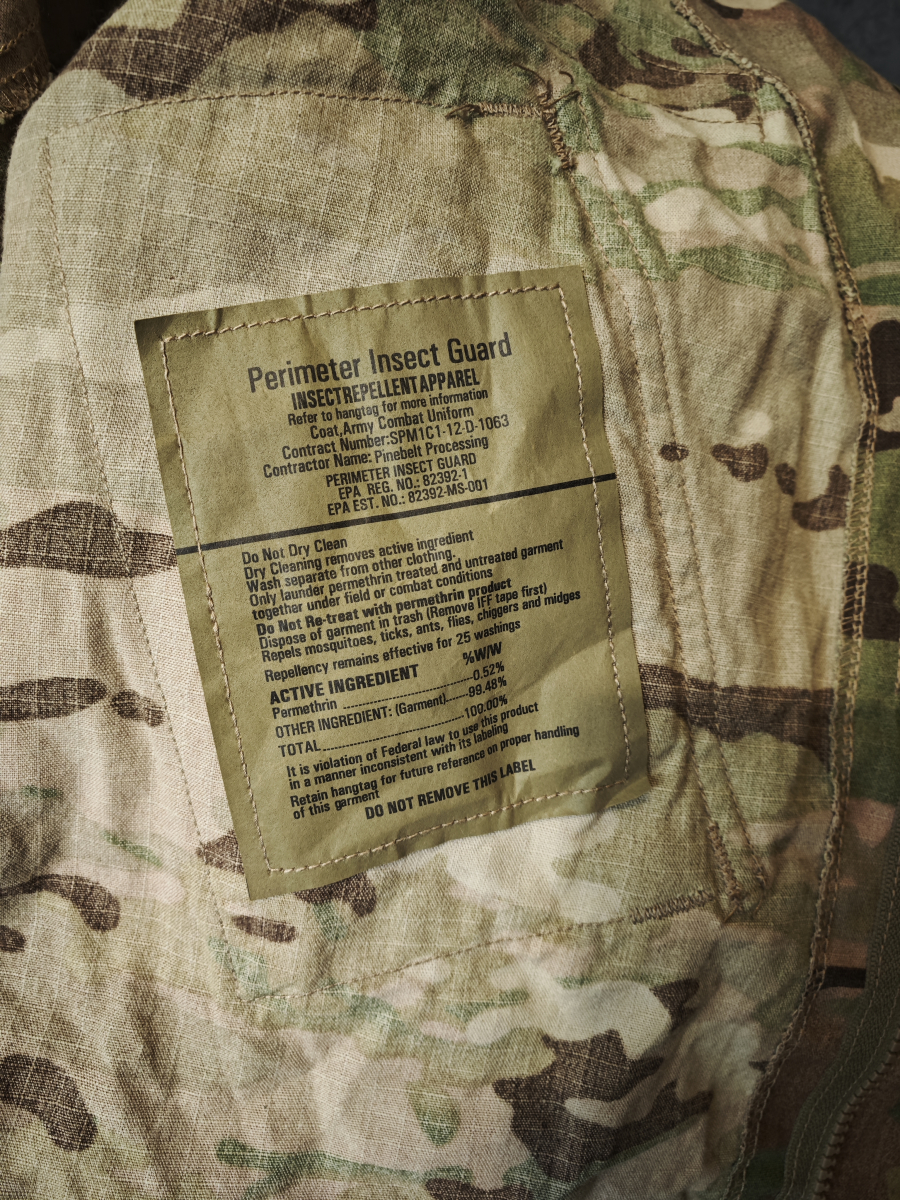 Perimeter Insect Guard
INSECTREPELLENTAPPAREL
Refer to hangtag for more information
Coat,Army Combat Uniform
Contract Number:SPM1C1-12-D-1063
Contractor Name: Pinebelt Processing
PERIMETER INSECT GUARD
EPA REG. NO.: 82392-1
EPA EST. NO.: 82392-MS-001
Do Not Dry Clean
Dry Cleaning removes active ingredient
Wash separate from other clothing.
Only launder permethrin treated and untreated garment
together under field or combat conditions
Do Not Re-treat with permethrin product
Dispose of garment in trash (Remove IFF tape first)
Repels mosquitoes, ticks, ants, flies, chiggers and midges
Repellency remains effective for 25 washings
%W/W
ACTIVE INGREDIENT
Permethrin ------------------------------0.52%
OTHER INGREDIENT: (Garment)------99.48%
TOTAL------------------------------------100.00%
It is violation of Federal law to use this product
in a manner inconsistent with its labeling
Retain hangtag for future reference on proper handling
of this garment
DO NOT REMOVE THIS LABEL